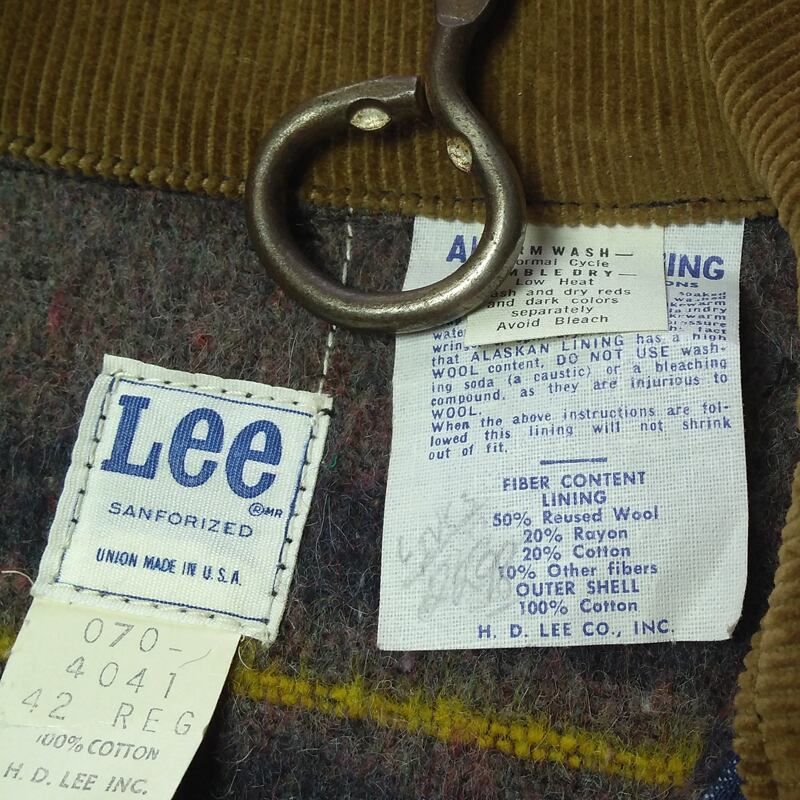 Lee
® MR
SANFORIZED
UNION MADE IN U.S.A.
070-
4041
42 REG
100% COTTON
H. D. LEE INC.
WASH—
ormal Cycle
MBLE DRY—
Low Heat
ash and dry reds
and dark colors
separately
Avoid Bleach
that ALASKAN LINING has a high
WOOL content, DO NOT USE wash-
ing soda (a caustic) or a bleaching
compound, as they are injurious to
WOOL.
When the above instructions are fol-
lowed this lining will not shrink
out of fit.
FIBER CONTENT
LINING
50% Reused Wool
20% Rayon
20% Cotton
10% Other fibers
OUTER SHELL
100% Cotton
H. D. LEE CO., INC.